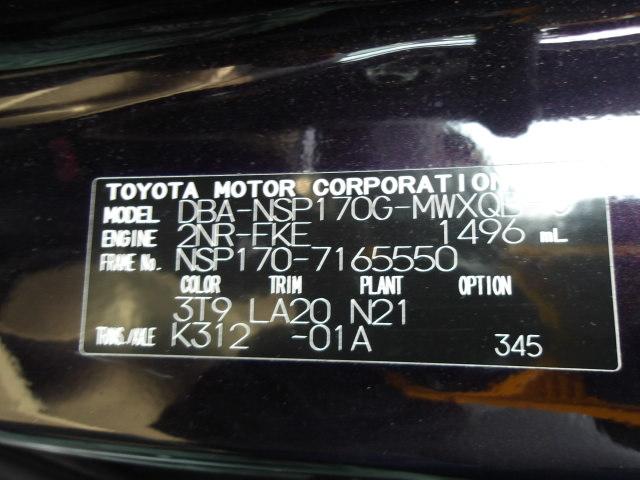 TOYOTA MOTOR CORPORATION
MODEL DBA-NSP170G-
ENGINE 2NR-FKE 1496 mL
FRAME No. NSP170-7165550
COLOR TRIM PLANT OPTION
3T9 LA20 N21
TRANS./AXLE K312 -01A 345